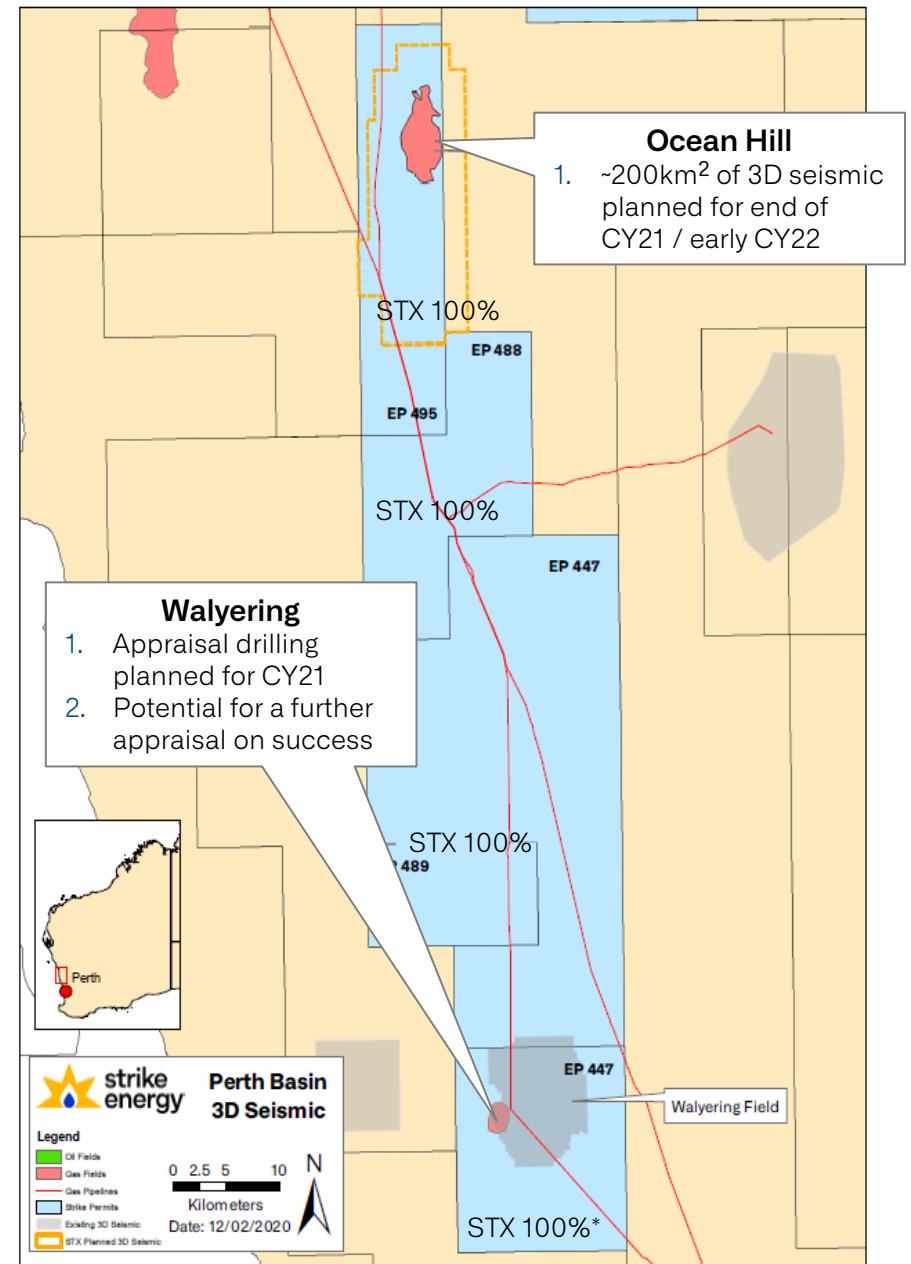 Ocean Hill
1. ~200km² of 3D seismic
planned for end of
CY21 / early CY22
STX 100%
EP 488
EP 495
STX 100%
EP 447
Walyering
1. Appraisal drilling
planned for CY21
2. Potential for a further
appraisal on success
STX 100%
489
Perth
EP 447
Walyering Field
STX 100%*
strike
energy
Perth Basin
3D Seismic
Legend
Oil Fields
Gas Fields
Gas Pipelines
Strike Permits
Existing 3D Seismic
STX Planned 3D Seismic
0 2.5 5 10
Kilometers
Date: 12/02/2020
N